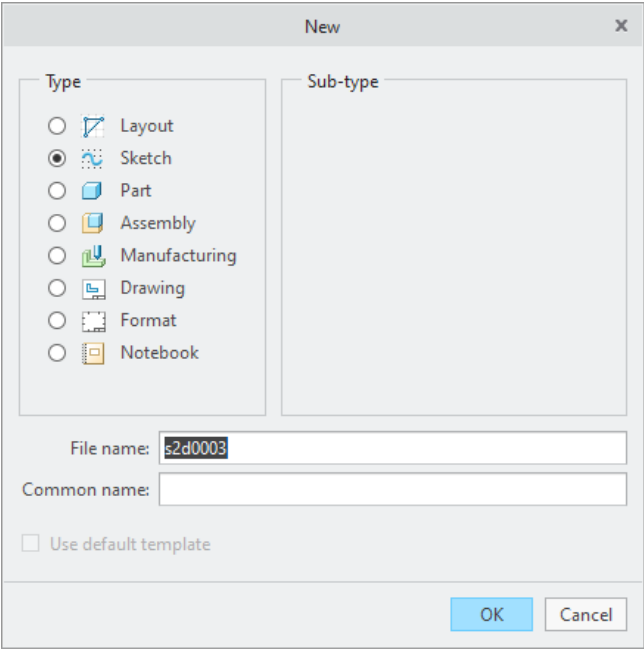 New
Type
Sub-type
Layout
Sketch
Part
Assembly
Manufacturing
Drawing
Format
Notebook
File name: s2d0003
Common name:
Use default template
OK Cancel